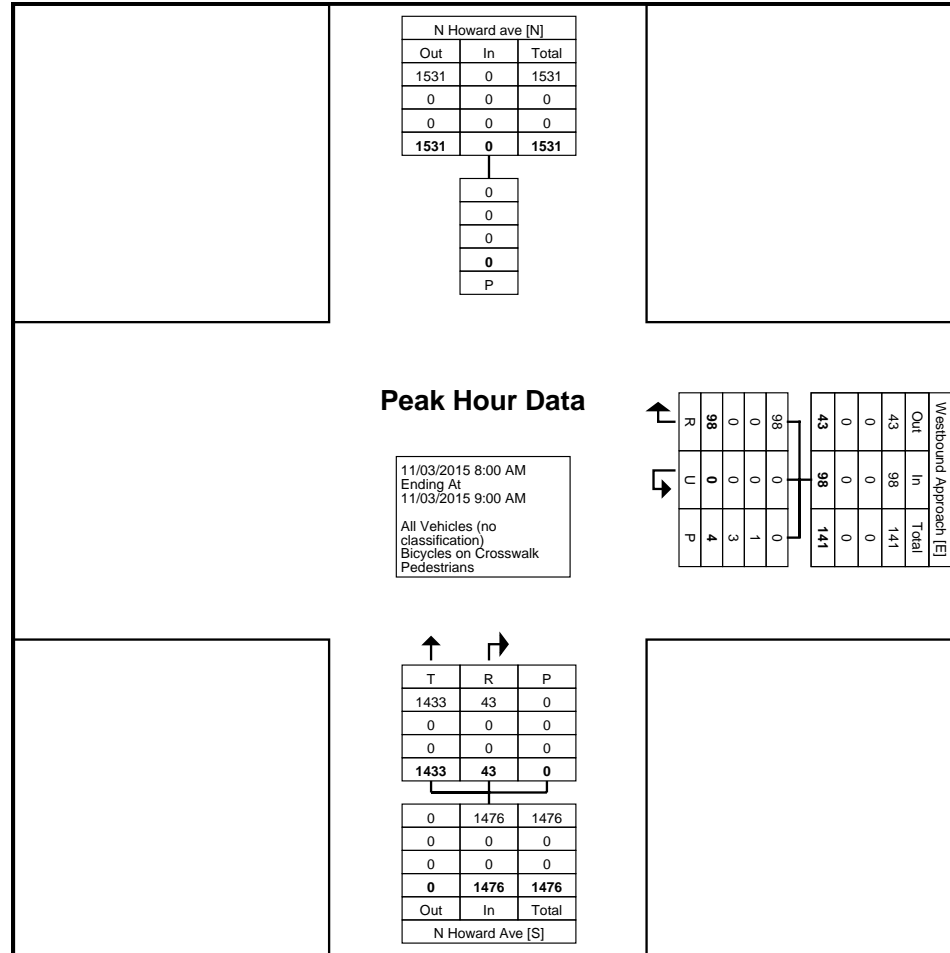 N Howard ave [N]
Out In Total
1531 0 1531
0 0 0
0 0 0
1531 0 1531
0
0
0
0
P
Peak Hour Data
11/03/2015 8:00 AM
Ending At
11/03/2015 9:00 AM
All Vehicles (no
classification)
Bicycles on Crosswalk
Pedestrians
Westbound Approach [E]
Out In Total
43 98 141
0 0 0
0 0 0
43 98 141
98 0 0
0 0 1
0 0 3
98 0 4
R U P
T R P
1433 43 0
0 0 0
0 0 0
1433 43 0
0 1476 1476
0 0 0
0 0 0
0 1476 1476
Out In Total
N Howard Ave [S]